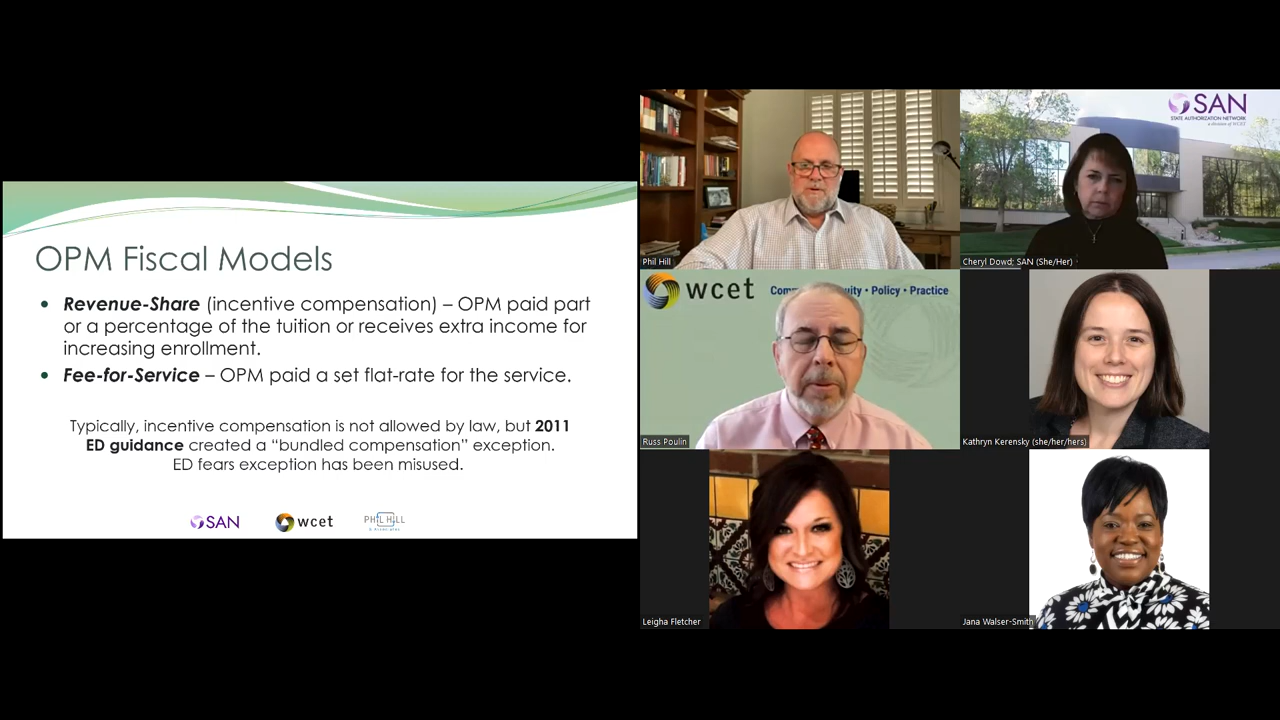 OPM Fiscal Models
• Revenue-Share (incentive compensation) – OPM paid part
or a percentage of the tuition or receives extra income for
increasing enrollment.
• Fee-for-Service – OPM paid a set flat-rate for the service.
Typically, incentive compensation is not allowed by law, but 2011
ED guidance created a “bundled compensation” exception.
ED fears exception has been misused.
SAN
wcet
PHIL HILL
Phil Hill
SAN
STATE AUTHORIZATION NETWORK
a division of WCET
Cheryl Dowd: SAN (She/Her)
wcet
Policy • Practice
Russ Poulin
Kathryn Kerensky (she/her/hers)
Leigha Fletcher
Jana Walser-Smith